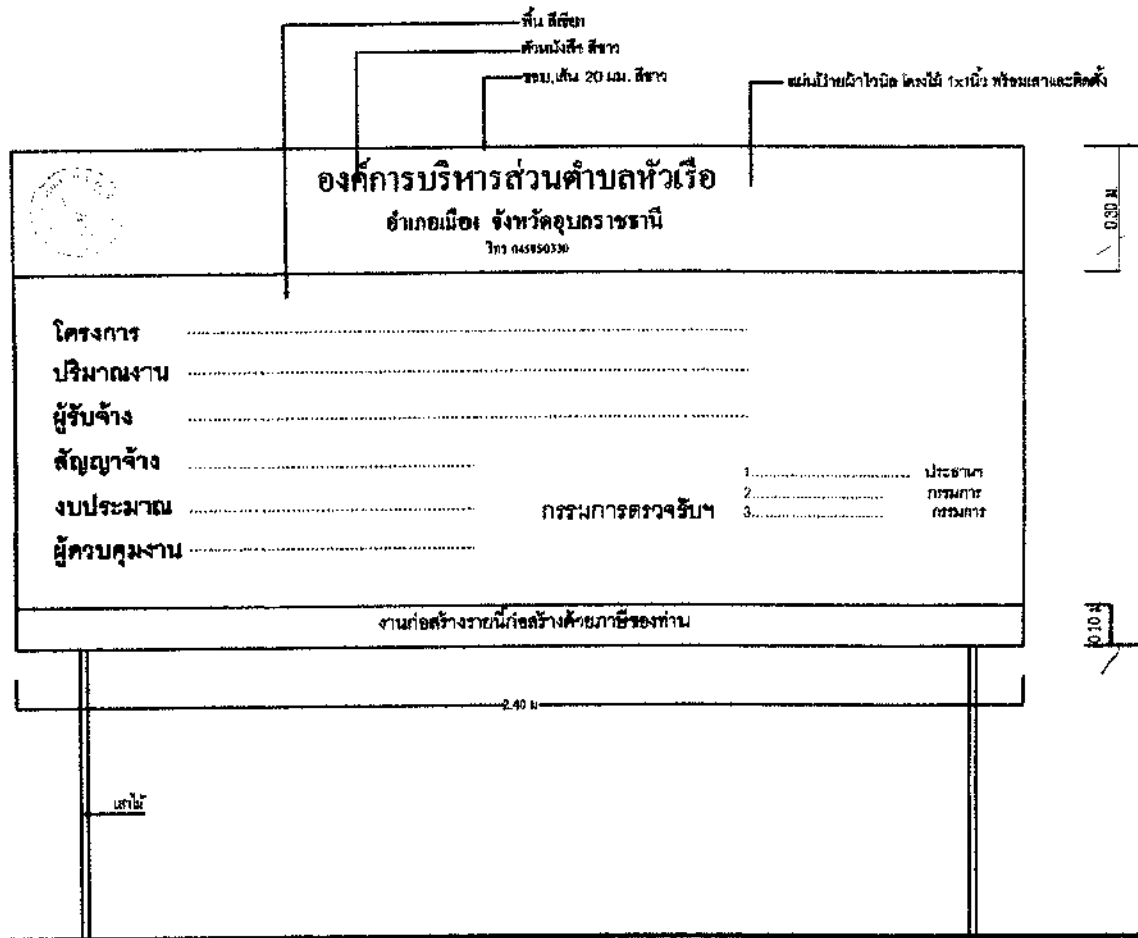 พื้น สีเขียว
ตัวหนังสือ สีขาว
ขอบ,เส้น 20 มม. สีขาว
แผ่นป้ายผ้าไวนิล โครงไม้ 1x1นิ้ว พร้อมเสาและติดตั้ง
องค์การบริหารส่วนตำบลหัวเรือ
อำเภอเมือง จังหวัดอุบลราชธานี
โทร
0.30 ม.
โครงการ
ปริมาณงาน
ผู้รับจ้าง
สัญญาจ้าง
งบประมาณ
ผู้ควบคุมงาน
กรรมการตรวจรับฯ
1. ประธานฯ
2. กรรมการ
3. กรรมการ
งานก่อสร้างรายนี้ก่อสร้างด้วยภาษีของท่าน
0.10 ม
2.40 ม
เสาไม้